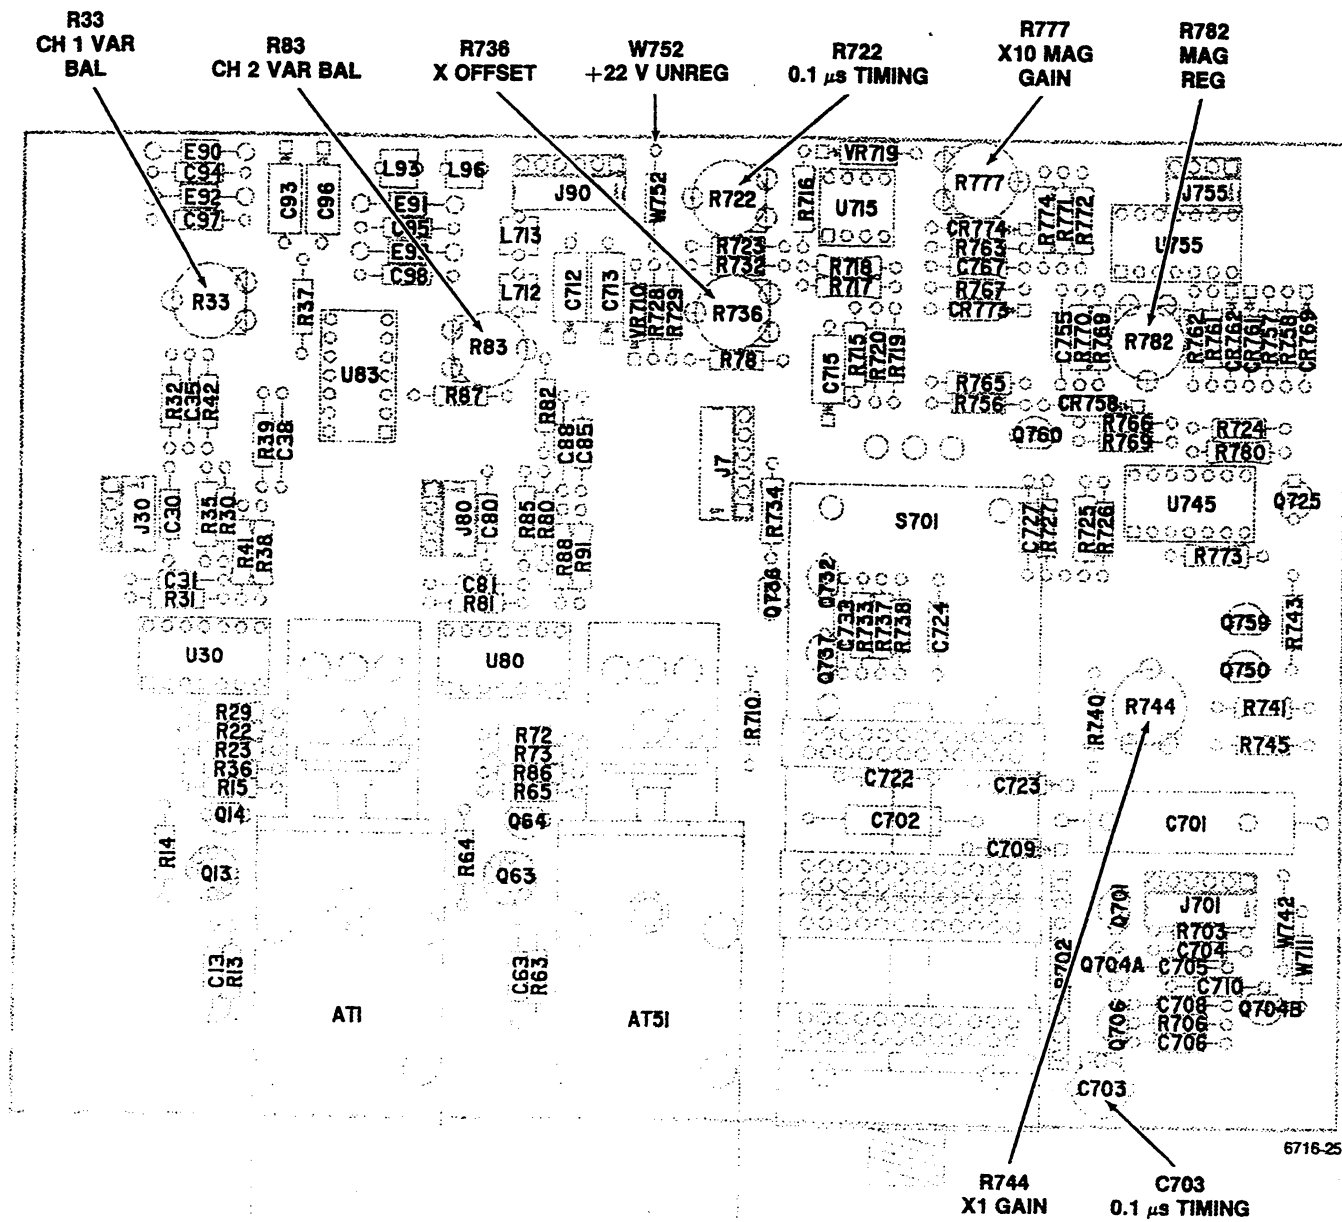 R33
CH 1 VAR
BAL
R83
CH 2 VAR BAL
R736
X OFFSET
W752
+22 V UNREG
R722
0.1 μs TIMING
R777
X10 MAG
GAIN
R782
MAG
REG
E90
C94
E92
C97
C93
C96
L93
L96
E91
C95
C98
J90
L713
L712
W752
R722
R716
VR719
U715
R777
CR774
R763
C767
R767
CR773
R774
R771
R772
J755
U755
R33
R37
U83
R83
R87
C712
C713
VR710
R728
R729
R732
R736
R78
R718
R717
C715
R715
R720
R719
R765
R756
C755
R770
R769
R782
R762
R761
CR762
CR761
R757
R758
CR769
CR758
Q760
R766
R769
R724
R780
R32
C35
R42
R39
C38
R82
C88
C85
J7
R734
S701
C727
R727
R725
R726
U745
Q725
R773
J30
C30
R35
R30
R41
R38
J80
C80
R85
R80
R88
R91
C31
R31
C81
R81
Q736
Q732
C733
R733
R737
R738
C724
Q737
Q759
Q750
R743
U30
U80
R710
R740
R744
R741
R745
R29
R22
R23
R36
R15
Q14
R72
R73
R86
R65
Q64
C722
C723
C702
C701
C709
R14
Q13
R64
Q63
Q701
J701
W742
W711
R703
C704
C705
C710
Q704A
Q704B
R702
C13
R13
C63
R63
AT1
AT51
Q706
C708
R706
C706
C703
6716-25
R744
X1 GAIN
C703
0.1 μs TIMING